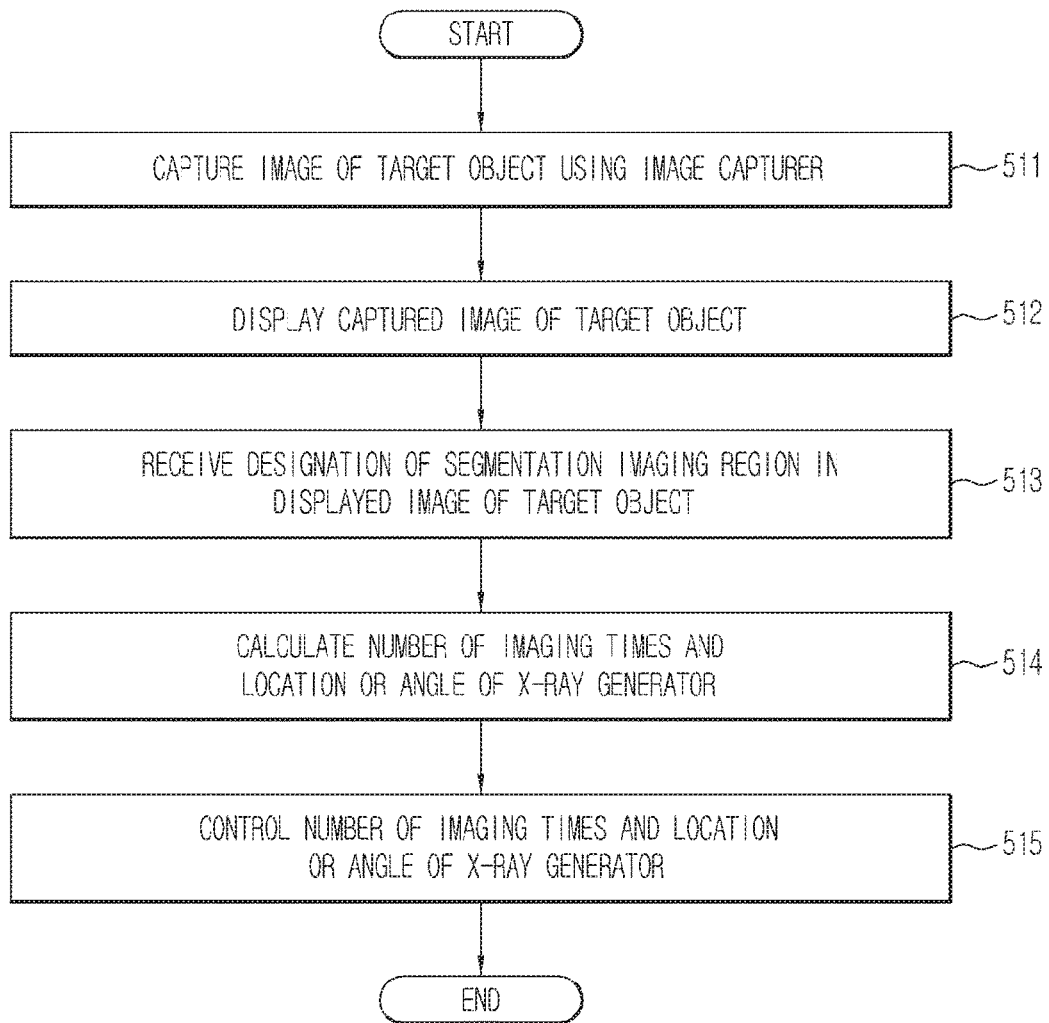 START
CAPTURE IMAGE OF TARGET OBJECT USING IMAGE CAPTURER
511
DISPLAY CAPTURED IMAGE OF TARGET OBJECT
512
RECEIVE DESIGNATION OF SEGMENTATION IMAGING REGION IN
DISPLAYED IMAGE OF TARGET OBJECT
513
CALCULATE NUMBER OF IMAGING TIMES AND
LOCATION OR ANGLE OF X-RAY GENERATOR
514
CONTROL NUMBER OF IMAGING TIMES AND LOCATION
OR ANGLE OF X-RAY GENERATOR
515
END